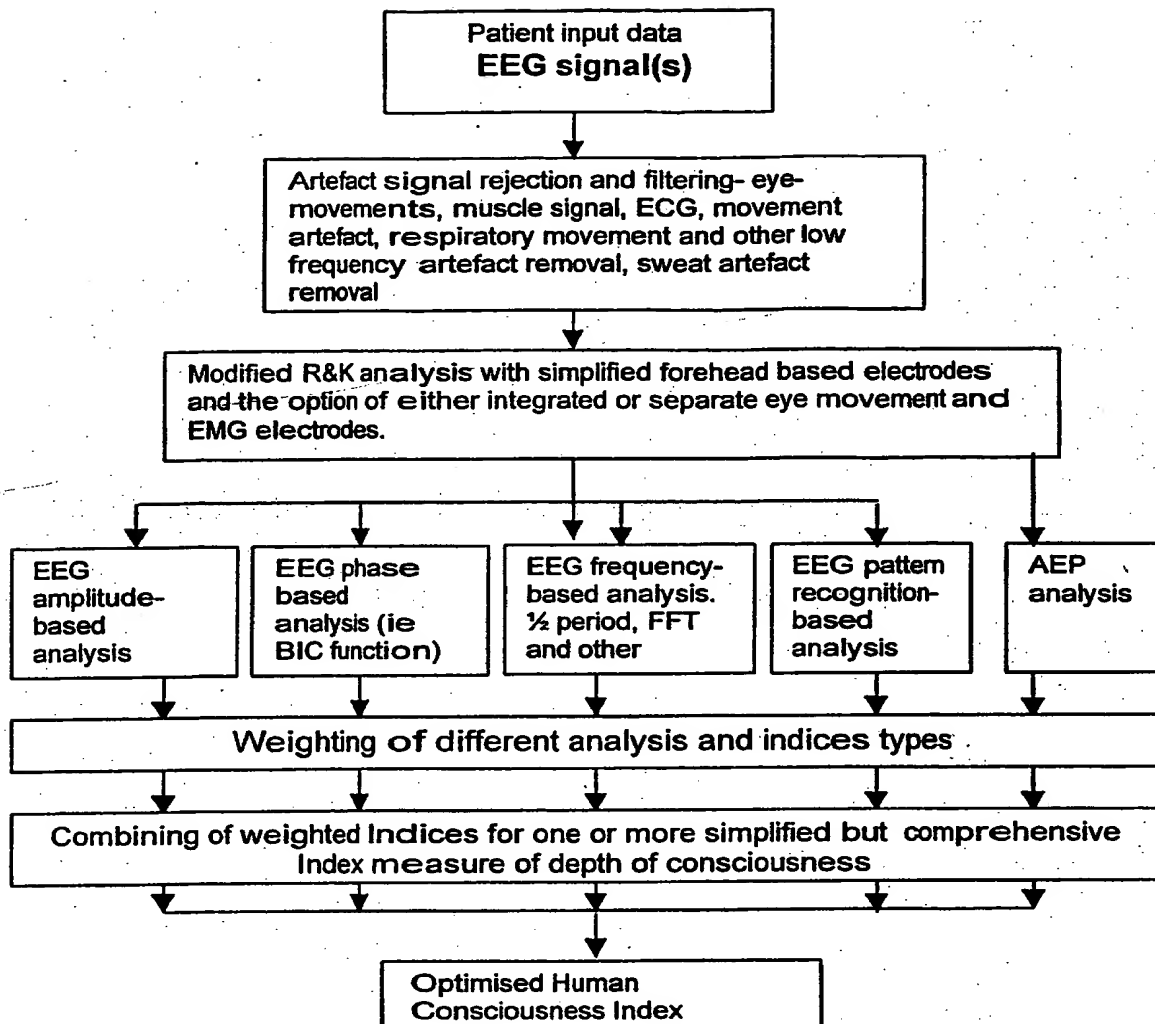 Patient input data
EEG signal(s)
Artefact signal rejection and filtering- eye-
movements, muscle signal, ECG, movement
artefact, respiratory movement and other low
frequency artefact removal, sweat artefact
removal
Modified R&K analysis with simplified forehead based electrodes
and the option of either integrated or separate eye movement and
EMG electrodes.
EEG
amplitude-
based
analysis
EEG phase
based
analysis (ie
BIC function)
EEG frequency-
based analysis.
½ period, FFT
and other
EEG pattern
recognition-
based
analysis
AEP
analysis
Weighting of different analysis and indices types
Combining of weighted Indices for one or more simplified but comprehensive
Index measure of depth of consciousness
Optimised Human
Consciousness Index